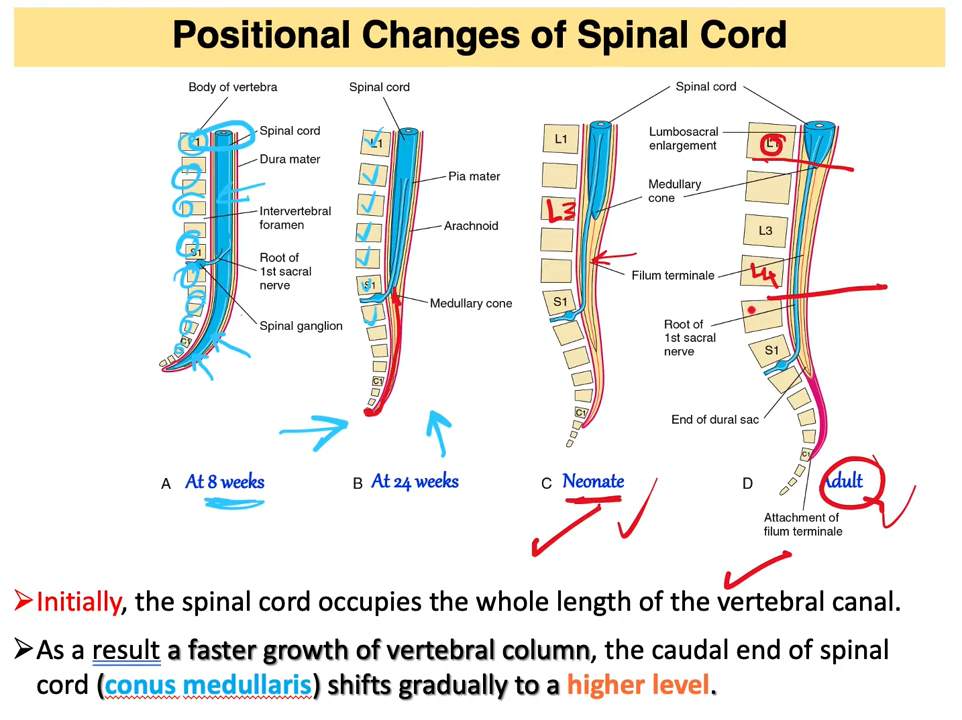 Positional Changes of Spinal Cord
Body of vertebra
Spinal cord
Spinal cord
L1
Spinal cord
Dura mater
Intervertebral
foramen
S1
Root of
1st sacral
nerve
Spinal ganglion
C1
L1
Pia mater
Arachnoid
S1
Medullary cone
C1
L1
Lumbosacral
enlargement
Medullary
cone
L3
L3
Filum terminale
L4
S1
Root of
1st sacral
nerve
S1
End of dural sac
C1
C1
A At 8 weeks
B At 24 weeks
C Neonate
D Adult
Attachment of
filum terminale
➢Initially, the spinal cord occupies the whole length of the vertebral canal.
➢As a result a faster growth of vertebral column, the caudal end of spinal
cord (conus medullaris) shifts gradually to a higher level.